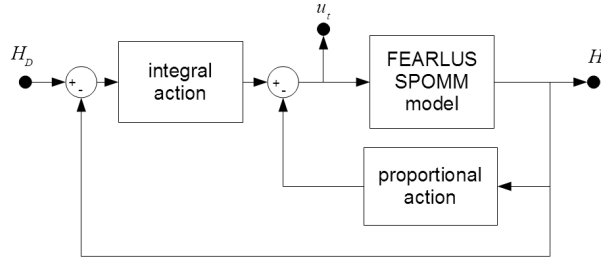 u_t
H_D
+
-
integral
action
+
-
FEARLUS
SPOMM
model
H
proportional
action